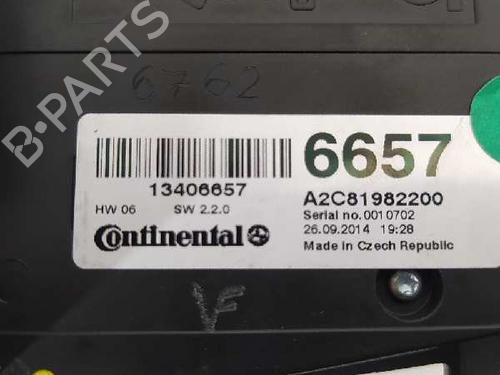 6762
B-PARTS
6657
13406657
A2C81982200
HW 06 SW 2.2.0
Serial no.0010702
26.09.2014 19:28
Continental
Made in Czech Republic
VF